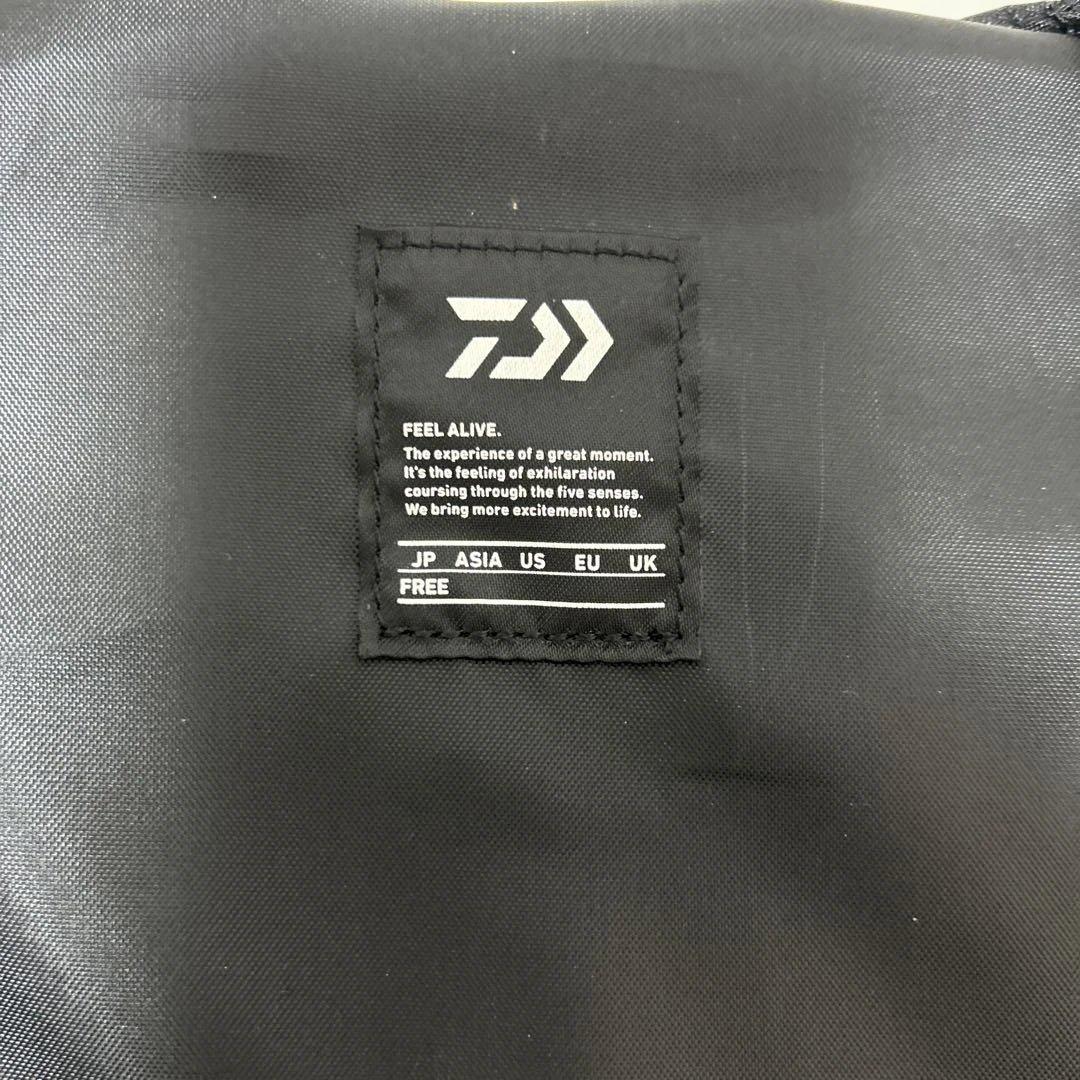 FEEL ALIVE.
The experience of a great moment.
It's the feeling of exhilaration
coursing through the five senses.
We bring more excitement to life.
JP ASIA US EU UK
FREE